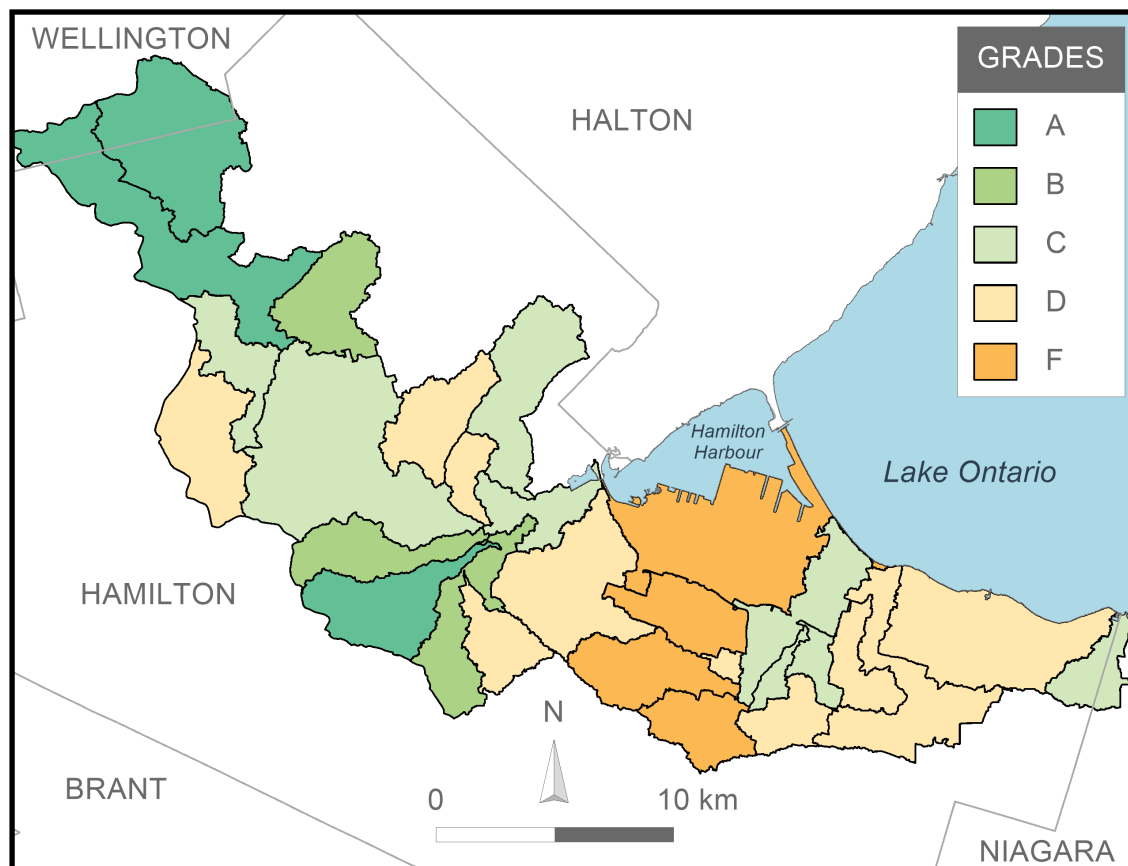 WELLINGTON
GRADES
HALTON
A
B
C
D
F
Hamilton
Harbour
Lake Ontario
HAMILTON
N
BRANT
0
10 km
NIAGARA